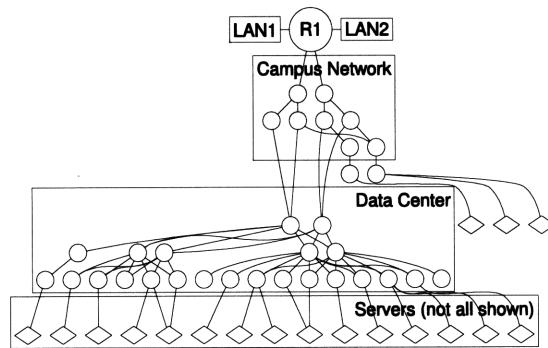 LAN1 R1 LAN2
Campus Network
Data Center
Servers (not all shown)